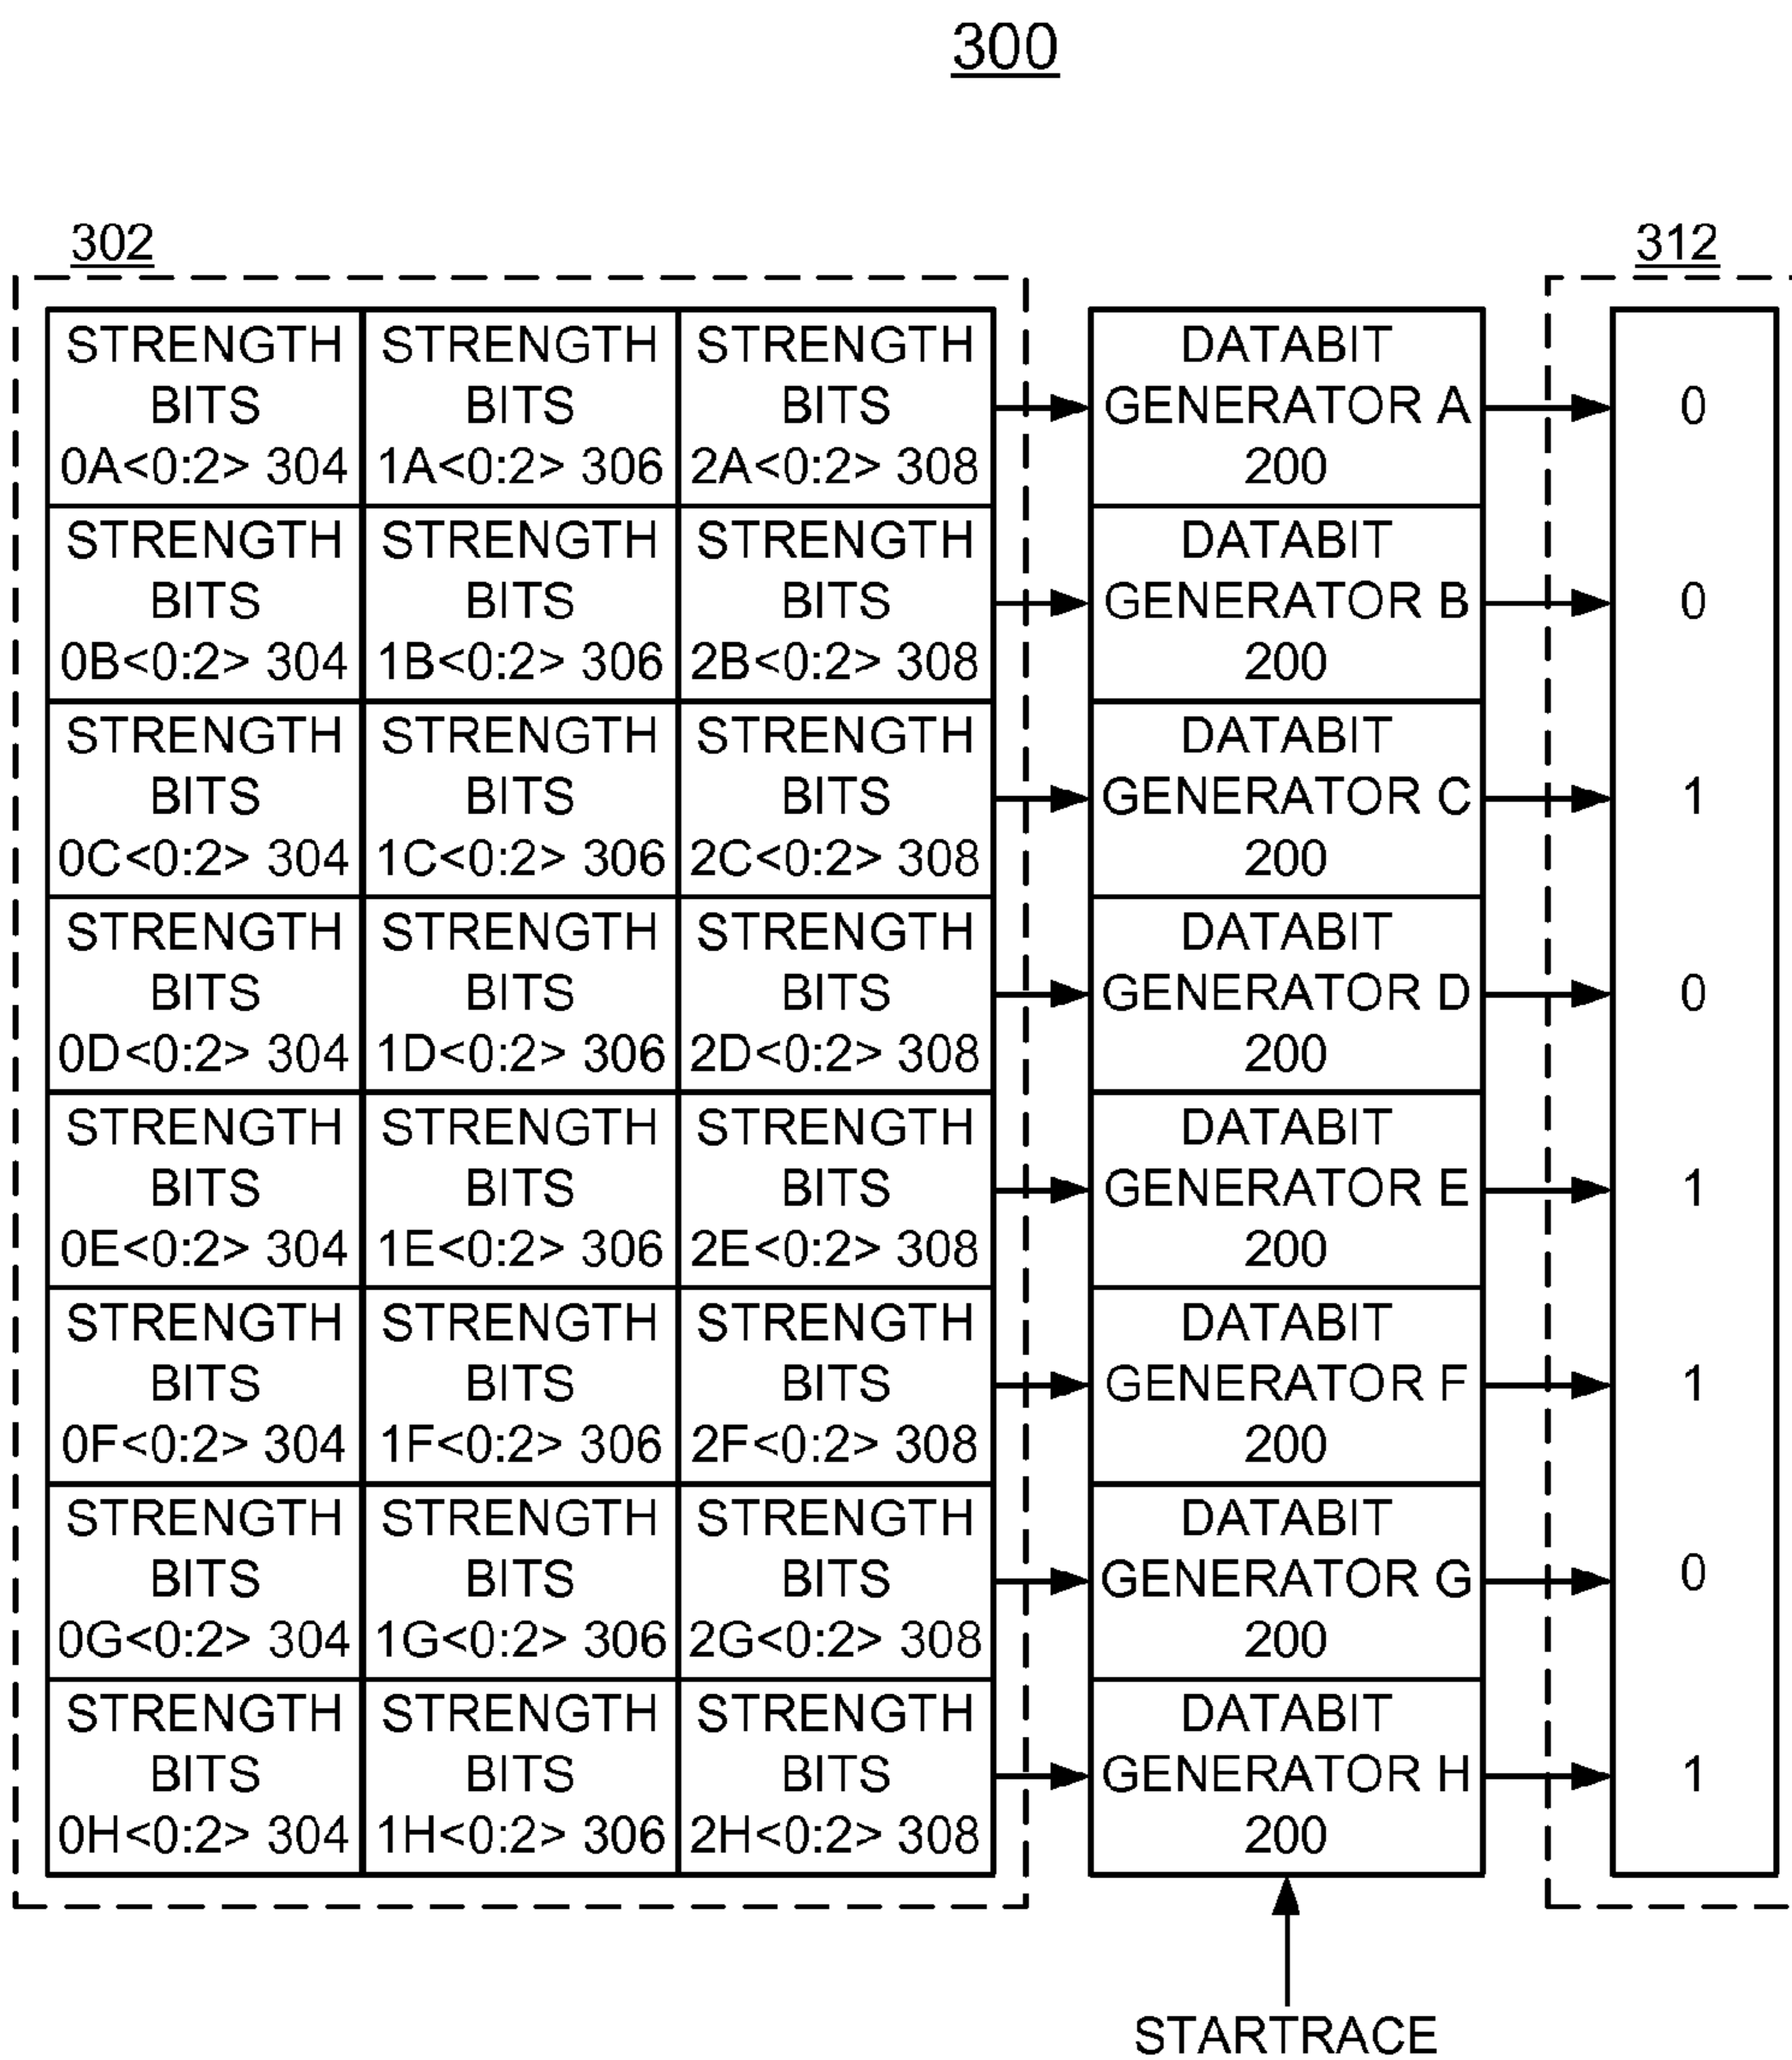 300
302
312
STRENGTH BITS 0A<0:2> 304
STRENGTH BITS 1A<0:2> 306
STRENGTH BITS 2A<0:2> 308
DATABIT GENERATOR A 200
0
STRENGTH BITS 0B<0:2> 304
STRENGTH BITS 1B<0:2> 306
STRENGTH BITS 2B<0:2> 308
DATABIT GENERATOR B 200
0
STRENGTH BITS 0C<0:2> 304
STRENGTH BITS 1C<0:2> 306
STRENGTH BITS 2C<0:2> 308
DATABIT GENERATOR C 200
1
STRENGTH BITS 0D<0:2> 304
STRENGTH BITS 1D<0:2> 306
STRENGTH BITS 2D<0:2> 308
DATABIT GENERATOR D 200
0
STRENGTH BITS 0E<0:2> 304
STRENGTH BITS 1E<0:2> 306
STRENGTH BITS 2E<0:2> 308
DATABIT GENERATOR E 200
1
STRENGTH BITS 0F<0:2> 304
STRENGTH BITS 1F<0:2> 306
STRENGTH BITS 2F<0:2> 308
DATABIT GENERATOR F 200
1
STRENGTH BITS 0G<0:2> 304
STRENGTH BITS 1G<0:2> 306
STRENGTH BITS 2G<0:2> 308
DATABIT GENERATOR G 200
0
STRENGTH BITS 0H<0:2> 304
STRENGTH BITS 1H<0:2> 306
STRENGTH BITS 2H<0:2> 308
DATABIT GENERATOR H 200
1
STARTRACE